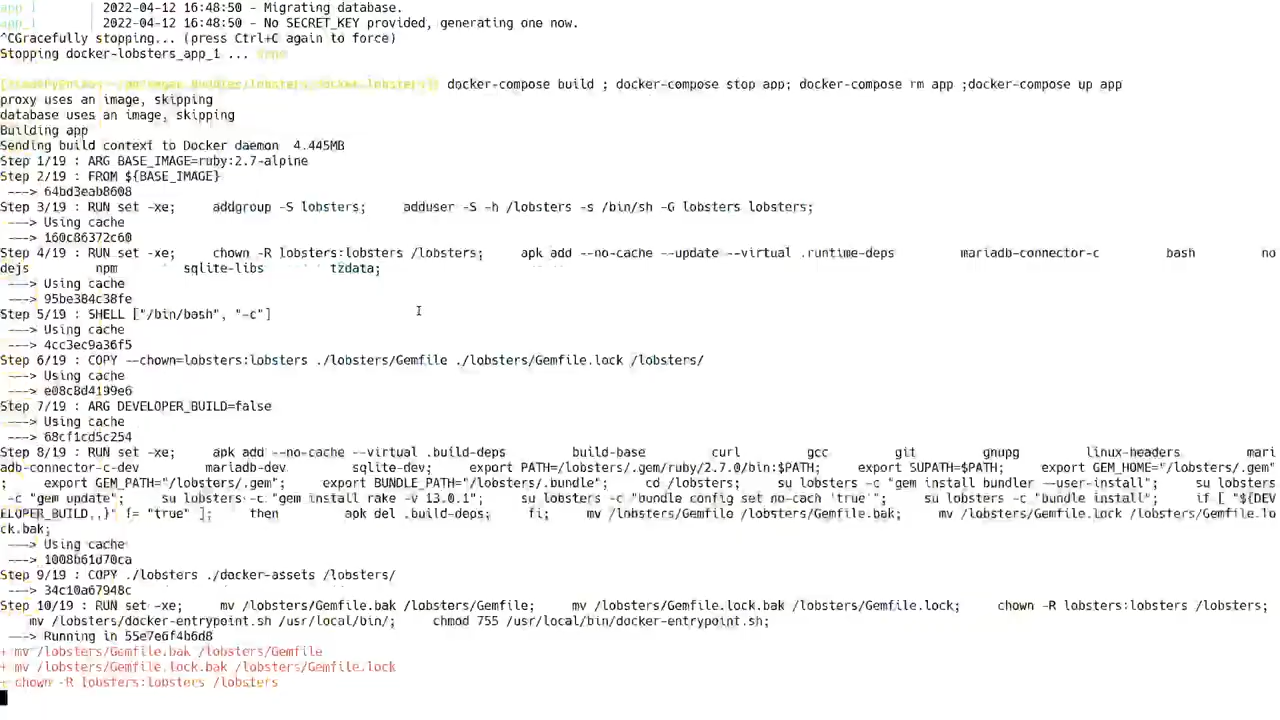 app_1       | 2022-04-12 16:48:50 - Migrating database.
app_1       | 2022-04-12 16:48:50 - No SECRET_KEY provided, generating one now.
^CGracefully stopping... (press Ctrl+C again to force)
Stopping docker-lobsters_app_1 ... done
docker-compose build ; docker-compose stop app; docker-compose rm app ;docker-compose up app
proxy uses an image, skipping
database uses an image, skipping
Building app
Sending build context to Docker daemon  4.445MB
Step 1/19 : ARG BASE_IMAGE=ruby:2.7-alpine
Step 2/19 : FROM ${BASE_IMAGE}
 ---> 64bd3eab8608
Step 3/19 : RUN set -xe;     addgroup -S lobsters;     adduser -S -h /lobsters -s /bin/sh -G lobsters lobsters;
 ---> Using cache
 ---> 160c86372c60
Step 4/19 : RUN set -xe;     chown -R lobsters:lobsters /lobsters;     apk add --no-cache --update --virtual .runtime-deps         mariadb-connector-c         bash         no
dejs         npm         sqlite-libs         tzdata;
 ---> Using cache
 ---> 95be384c38fe
Step 5/19 : SHELL ["/bin/bash", "-c"]
 ---> Using cache
 ---> 4cc3ec9a36f5
Step 6/19 : COPY --chown=lobsters:lobsters ./lobsters/Gemfile ./lobsters/Gemfile.lock /lobsters/
 ---> Using cache
 ---> e08c8d4199e6
Step 7/19 : ARG DEVELOPER_BUILD=false
 ---> Using cache
 ---> 68cf1cd5c254
Step 8/19 : RUN set -xe;     apk add --no-cache --virtual .build-deps         build-base         curl         gcc         git         gnupg         linux-headers         mari
adb-connector-c-dev         mariadb-dev         sqlite-dev;     export PATH=/lobsters/.gem/ruby/2.7.0/bin:$PATH;     export SUPATH=$PATH;     export GEM_HOME="/lobsters/.gem"
;     export GEM_PATH="/lobsters/.gem";     export BUNDLE_PATH="/lobsters/.bundle";     cd /lobsters;     su lobsters -c "gem install bundler --user-install";     su lobsters
 -c "gem update";     su lobsters -c "gem install rake -v 13.0.1";     su lobsters -c "bundle config set no-cach 'true'";     su lobsters -c "bundle install";     if [ "${DEV
ELOPER_BUILD,,}" != "true" ];     then         apk del .build-deps;     fi;     mv /lobsters/Gemfile /lobsters/Gemfile.bak;     mv /lobsters/Gemfile.lock /lobsters/Gemfile.lo
ck.bak;
 ---> Using cache
 ---> 1008b61d70ca
Step 9/19 : COPY ./lobsters ./docker-assets /lobsters/
 ---> 34c10a67948c
Step 10/19 : RUN set -xe;     mv /lobsters/Gemfile.bak /lobsters/Gemfile;     mv /lobsters/Gemfile.lock.bak /lobsters/Gemfile.lock;     chown -R lobsters:lobsters /lobsters;
    mv /lobsters/docker-entrypoint.sh /usr/local/bin/;     chmod 755 /usr/local/bin/docker-entrypoint.sh;
 ---> Running in 55e7e6f4b6d8
+ mv /lobsters/Gemfile.bak /lobsters/Gemfile
+ mv /lobsters/Gemfile.lock.bak /lobsters/Gemfile.lock
+ chown -R lobsters:lobsters /lobsters